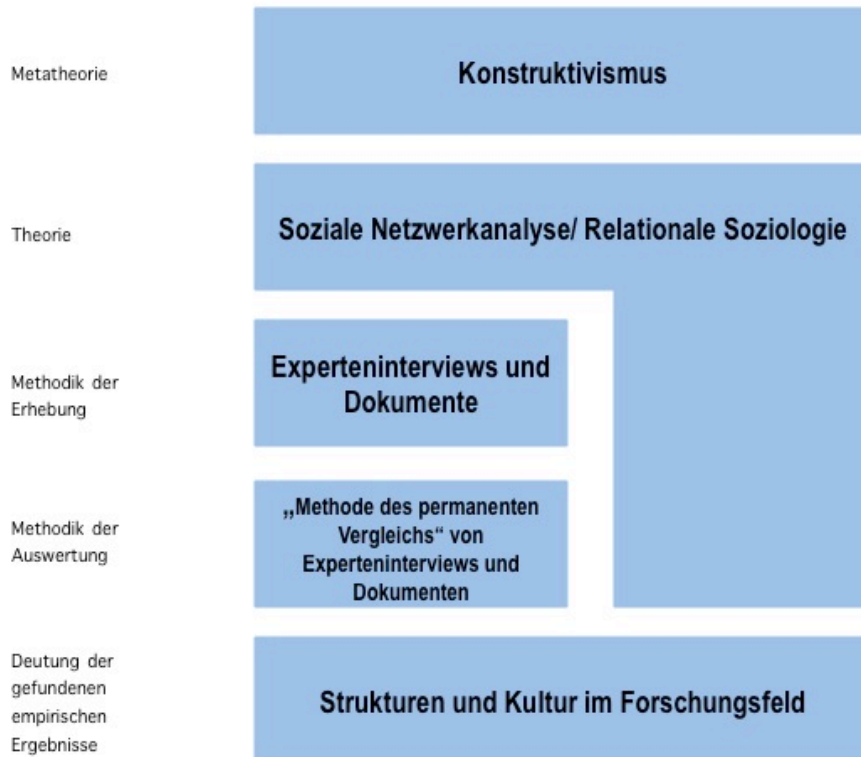 Metatheorie
Konstruktivismus
Theorie
Soziale Netzwerkanalyse/ Relationale Soziologie
Methodik der
Erhebung
Experteninterviews und
Dokumente
Methodik der
Auswertung
„Methode des permanenten
Vergleichs“ von
Experteninterviews und
Dokumenten
Deutung der
gefundenen
empirischen
Ergebnisse
Strukturen und Kultur im Forschungsfeld